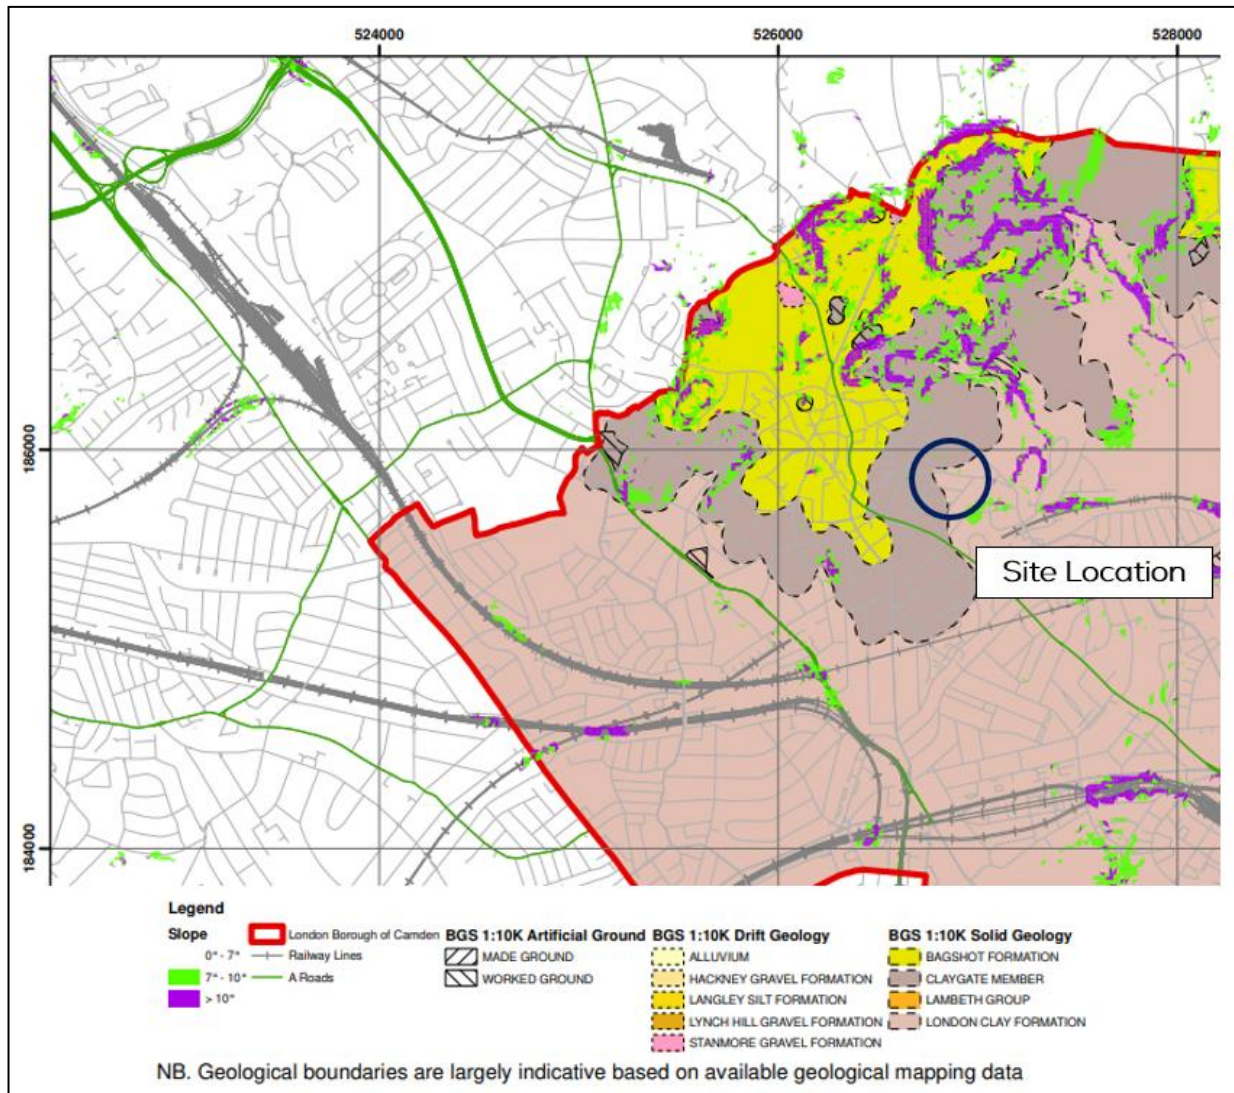 524000
526000
528000
186000
Site Location
184000
Legend
Slope
0° - 7°
7° - 10°
> 10°
London Borough of Camden
Railway Lines
A Roads
BGS 1:10K Artificial Ground
MADE GROUND
WORKED GROUND
BGS 1:10K Drift Geology
ALLUVIUM
HACKNEY GRAVEL FORMATION
LANGLEY SILT FORMATION
LYNCH HILL GRAVEL FORMATION
STANMORE GRAVEL FORMATION
BGS 1:10K Solid Geology
BAGSHOT FORMATION
CLAYGATE MEMBER
LAMBETH GROUP
LONDON CLAY FORMATION
NB. Geological boundaries are largely indicative based on available geological mapping data